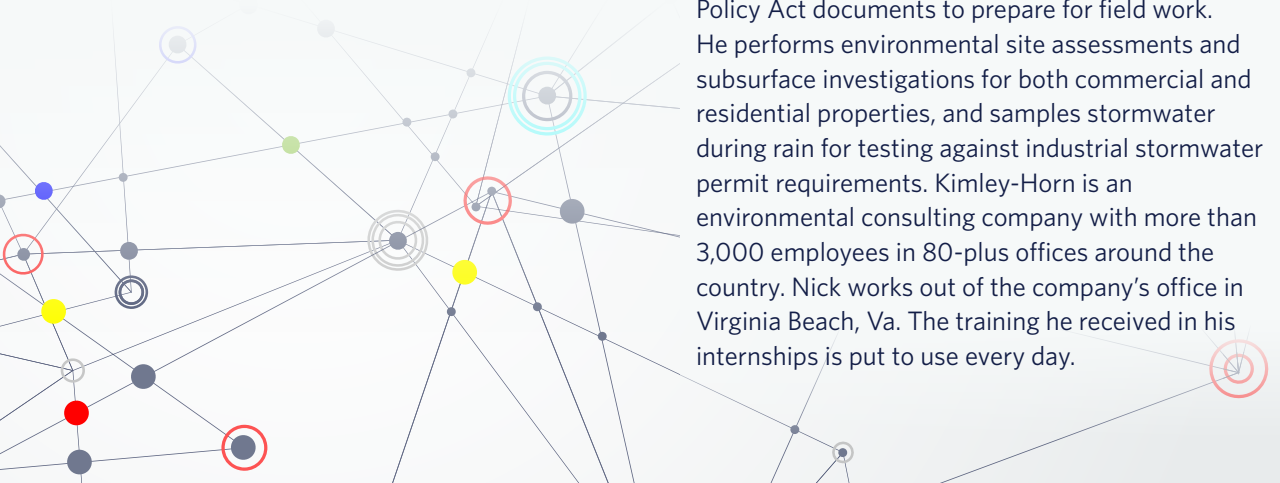 Policy Act documents to prepare for field work.
He performs environmental site assessments and
subsurface investigations for both commercial and
residential properties, and samples stormwater
during rain for testing against industrial stormwater
permit requirements. Kimley-Horn is an
environmental consulting company with more than
3,000 employees in 80-plus offices around the
country. Nick works out of the company’s office in
Virginia Beach, Va. The training he received in his
internships is put to use every day.